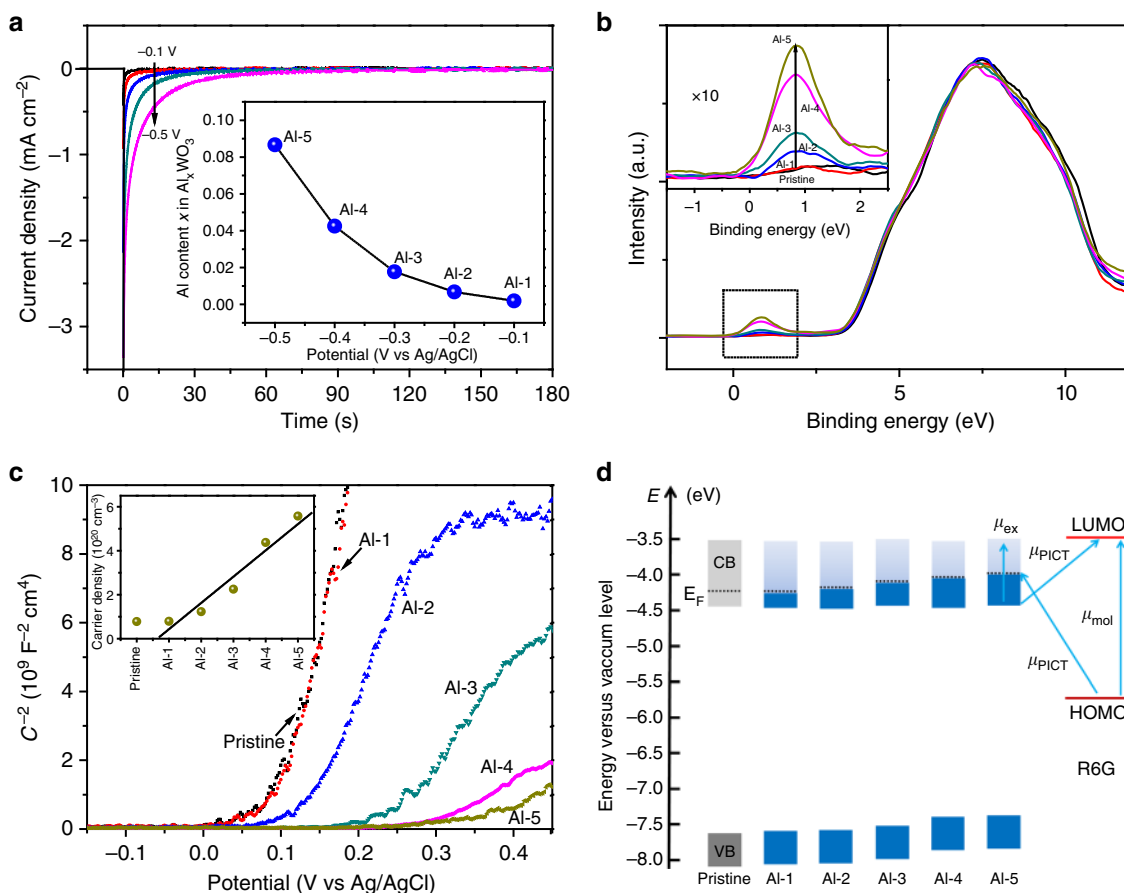 a
Current density (mA cm−2)
0
−1
−2
−3
−0.1 V
−0.5 V
Al content x in AlxWO3
0.10
0.08
0.06
0.04
0.02
0.00
Al-5
Al-4
Al-3
Al-2
Al-1
−0.5 −0.4 −0.3 −0.2 −0.1
Potential (V vs Ag/AgCl)
0 30 60 90 120 150 180
Time (s)
b
Intensity (a.u.)
×10
Al-5
Al-4
Al-3
Al-2
Al-1
Pristine
−1 0 1 2
Binding energy (eV)
0 5 10
Binding energy (eV)
c
C−2 (109 F−2 cm4)
10
8
6
4
2
0
Carrier density (1020 cm−3)
6
4
2
0
Pristine
Al-1
Al-2
Al-3
Al-4
Al-5
Al-1
Al-2
Pristine
Al-3
Al-4
Al-5
−0.1 0.0 0.1 0.2 0.3 0.4
Potential (V vs Ag/AgCl)
d
E (eV)
Energy versus vaccum level
−3.5
−4.0
−4.5
−5.0
−5.5
−6.0
−6.5
−7.0
−7.5
−8.0
CB
EF
VB
μex
μPICT
LUMO
μmol
μPICT
HOMO
R6G
Pristine Al-1 Al-2 Al-3 Al-4 Al-5